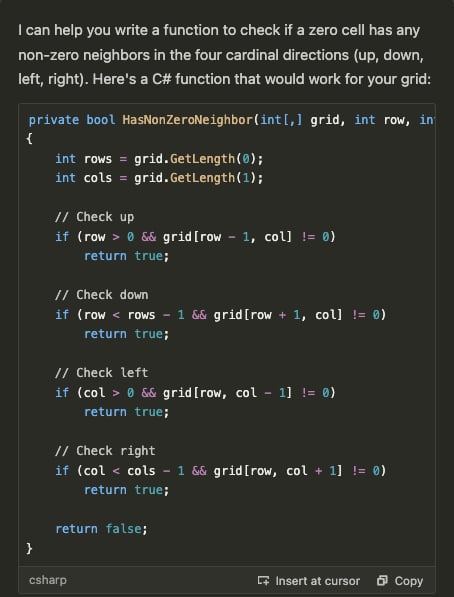 I can help you write a function to check if a zero cell has any
non-zero neighbors in the four cardinal directions (up, down,
left, right). Here's a C# function that would work for your grid:
private bool HasNonZeroNeighbor(int[,] grid, int row, in
{
    int rows = grid.GetLength(0);
    int cols = grid.GetLength(1);
    // Check up
    if (row > 0 && grid[row - 1, col] != 0)
        return true;
    // Check down
    if (row < rows - 1 && grid[row + 1, col] != 0)
        return true;
    // Check left
    if (col > 0 && grid[row, col - 1] != 0)
        return true;
    // Check right
    if (col < cols - 1 && grid[row, col + 1] != 0)
        return true;
    return false;
}
csharp Insert at cursor Copy